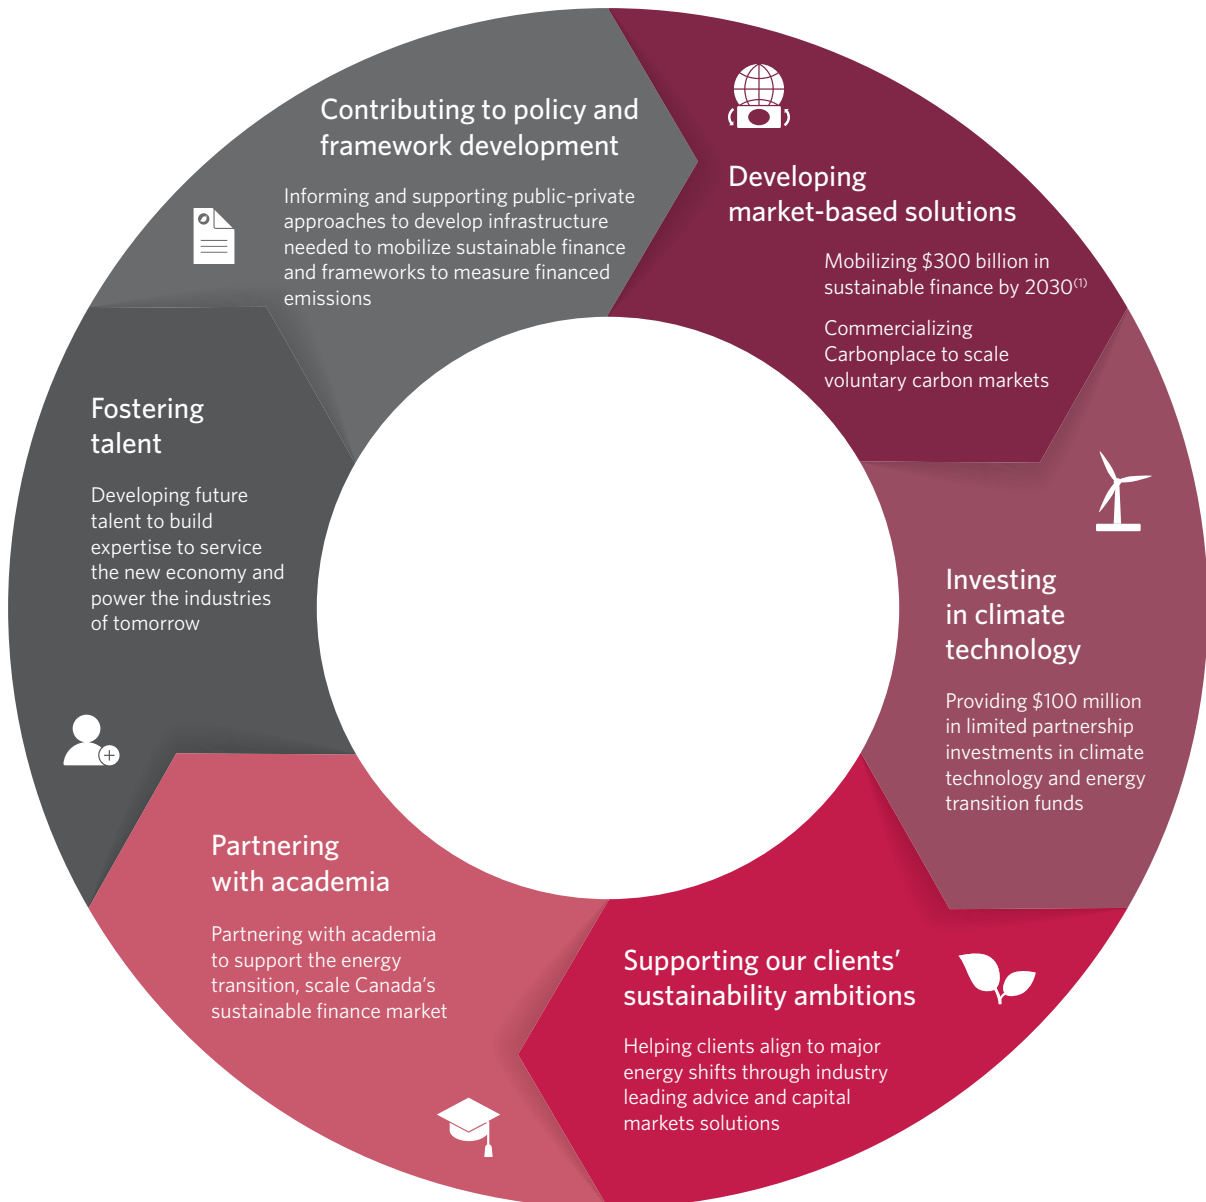 Contributing to policy and
framework development
Informing and supporting public-private
approaches to develop infrastructure
needed to mobilize sustainable finance
and frameworks to measure financed
emissions
Developing
market-based solutions
Mobilizing $300 billion in
sustainable finance by 2030⁽¹⁾
Commercializing
Carbonplace to scale
voluntary carbon markets
Investing
in climate
technology
Providing $100 million
in limited partnership
investments in climate
technology and energy
transition funds
Supporting our clients’
sustainability ambitions
Helping clients align to major
energy shifts through industry
leading advice and capital
markets solutions
Partnering
with academia
Partnering with academia
to support the energy
transition, scale Canada’s
sustainable finance market
Fostering
talent
Developing future
talent to build
expertise to service
the new economy and
power the industries
of tomorrow